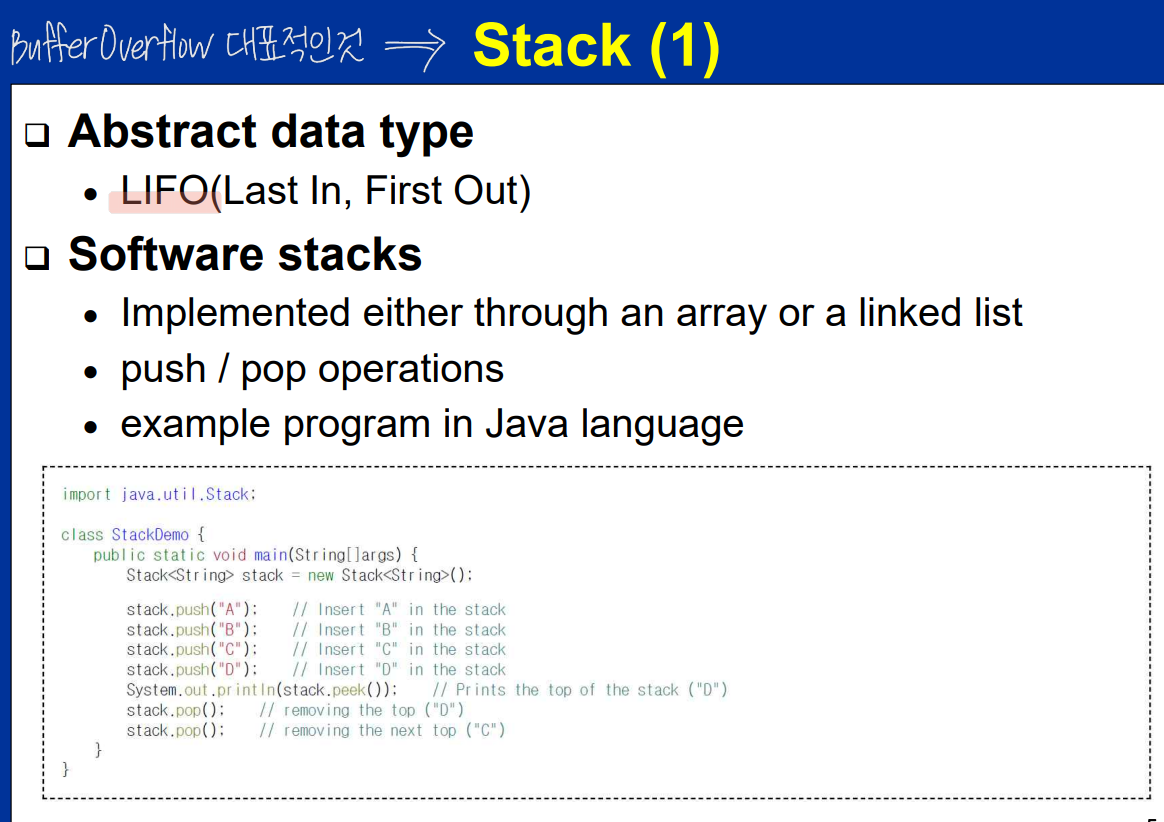 Buffer Overflow 대표적인것 ⇒ Stack (1)
❑ Abstract data type
• LIFO(Last In, First Out)
❑ Software stacks
• Implemented either through an array or a linked list
• push / pop operations
• example program in Java language
import java.util.Stack;
class StackDemo {
public static void main(String[]args) {
Stack<String> stack = new Stack<String>();
stack.push("A"); // Insert "A" in the stack
stack.push("B"); // Insert "B" in the stack
stack.push("C"); // Insert "C" in the stack
stack.push("D"); // Insert "D" in the stack
System.out.println(stack.peek()); // Prints the top of the stack ("D")
stack.pop(); // removing the top ("D")
stack.pop(); // removing the next top ("C")
}
}